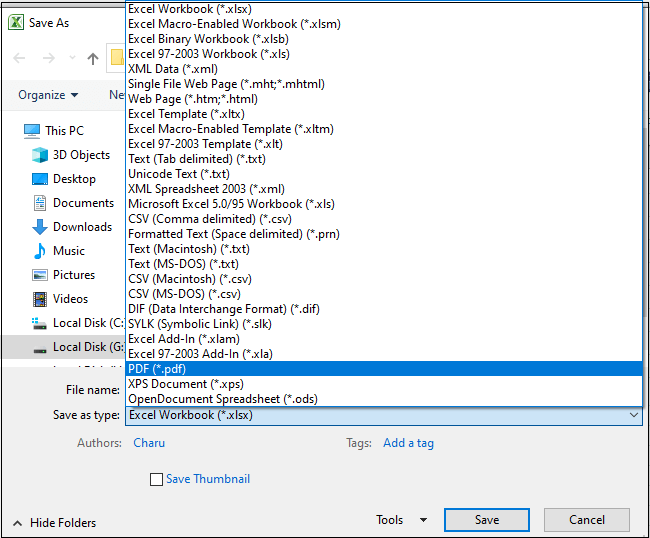 Save As
Organize
Nev
This PC
3D Objects
Desktop
Documents
Downloads
Music
Pictures
Videos
Local Disk (C:
Local Disk (G:
Excel Workbook (*.xlsx)
Excel Macro-Enabled Workbook (*.xlsm)
Excel Binary Workbook (*.xlsb)
Excel 97-2003 Workbook (*.xls)
XML Data (*.xml)
Single File Web Page (*.mht;*.mhtml)
Web Page (*.htm;*.html)
Excel Template (*.xltx)
Excel Macro-Enabled Template (*.xltm)
Excel 97-2003 Template (*.xlt)
Text (Tab delimited) (*.txt)
Unicode Text (*.txt)
XML Spreadsheet 2003 (*.xml)
Microsoft Excel 5.0/95 Workbook (*.xls)
CSV (Comma delimited) (*.csv)
Formatted Text (Space delimited) (*.prn)
Text (Macintosh) (*.txt)
Text (MS-DOS) (*.txt)
CSV (Macintosh) (*.csv)
CSV (MS-DOS) (*.csv)
DIF (Data Interchange Format) (*.dif)
SYLK (Symbolic Link) (*.slk)
Excel Add-In (*.xlam)
Excel 97-2003 Add-In (*.xla)
PDF (*.pdf)
XPS Document (*.xps)
OpenDocument Spreadsheet (*.ods)
File name:
Save as type: Excel Workbook (*.xlsx)
Authors: Charu Tags: Add a tag
Save Thumbnail
Hide Folders Tools Save Cancel